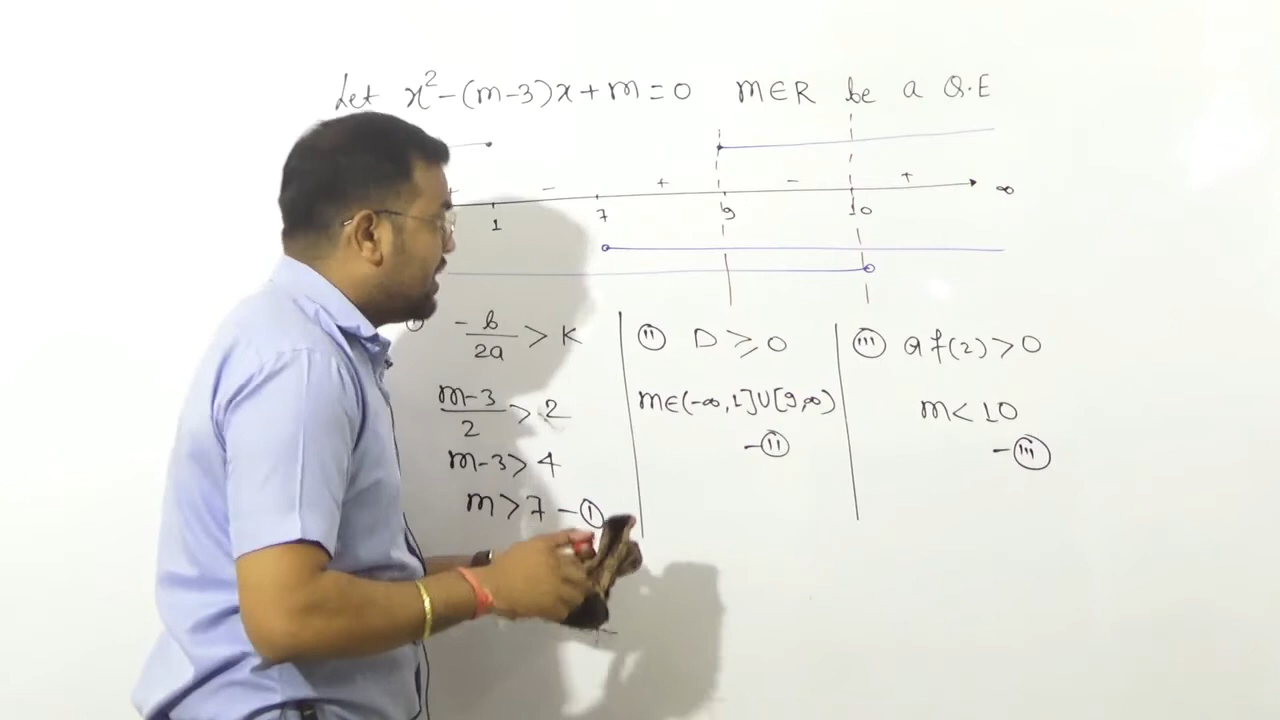 Let x²-(m-3)x+m=0 m∈R be a Q.E
+ - + - +
1 7 9 10 ∞
① -b/2a > K
(m-3)/2 > 2
m-3>4
m>7 -①
ⓘⓘ D ⩾ 0
m∈(-∞,1]∪[9,∞)
-ⓘⓘ
ⓘⓘⓘ a f(2) > 0
m<10
-ⓘⓘⓘ